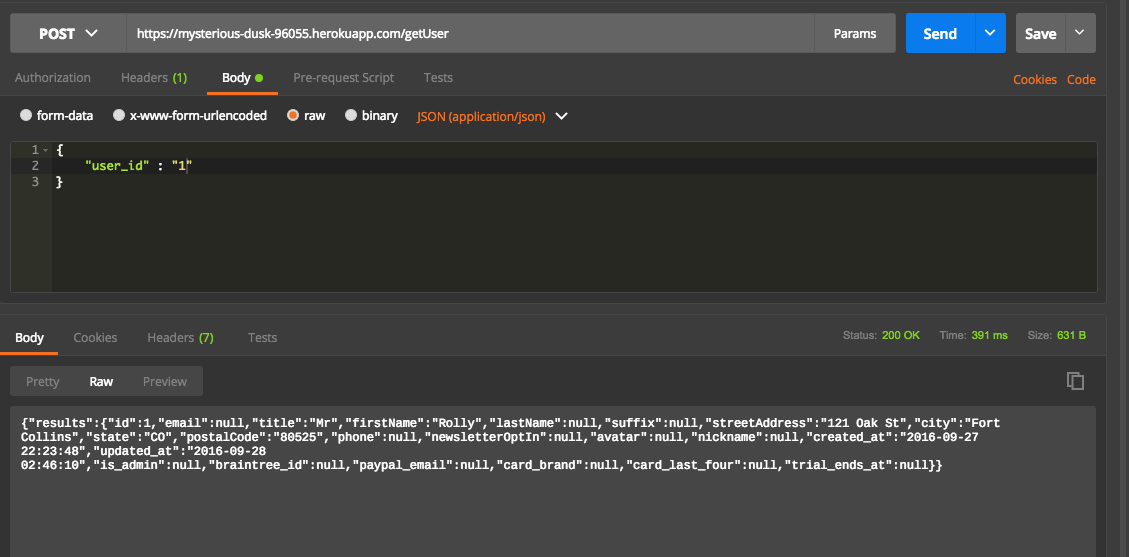 POST https://mysterious-dusk-96055.herokuapp.com/getUser Params Send Save
Authorization Headers (1) Body Pre-request Script Tests Cookies Code
form-data x-www-form-urlencoded raw binary JSON (application/json)
1 {
2 "user_id" : "1"
3 }
Body Cookies Headers (7) Tests Status: 200 OK Time: 391 ms Size: 631 B
Pretty Raw Preview
{"results":{"id":1,"email":null,"title":"Mr","firstName":"Rolly","lastName":null,"suffix":null,"streetAddress":"121 Oak St","city":"Fort
Collins","state":"CO","postalCode":"80525","phone":null,"newsletterOptIn":null,"avatar":null,"nickname":null,"created_at":"2016-09-27
22:23:48","updated_at":"2016-09-28
02:46:10","is_admin":null,"braintree_id":null,"paypal_email":null,"card_brand":null,"card_last_four":null,"trial_ends_at":null}}